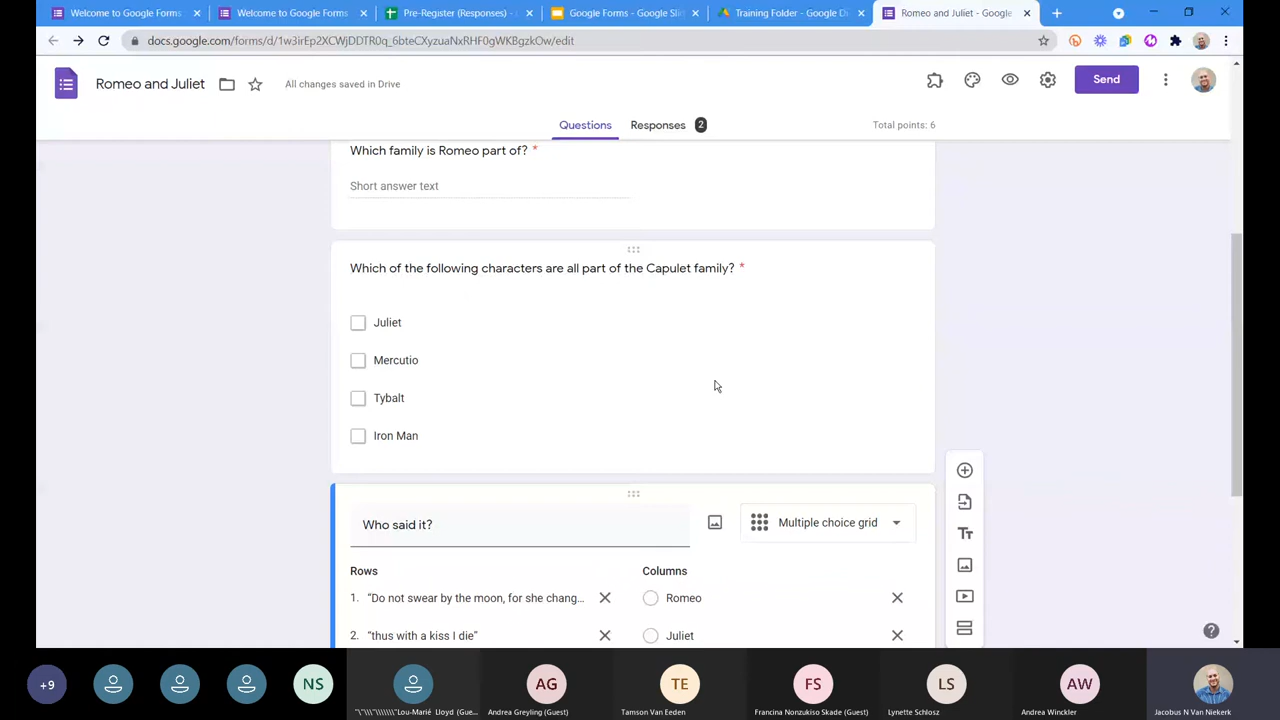 Welcome to Google Forms
Welcome to Google Forms
Pre-Register (Responses) -
Google Forms - Google Sli
Training Folder - Google D
Romeo and Juliet - Google
docs.google.com/forms/d/1w3irEp2XCWjDDTR0q_6bteCXyzuaNxRHF0gWKBgzkOw/edit
Romeo and Juliet
All changes saved in Drive
Send
Questions
Responses 2
Total points: 6
Which family is Romeo part of? *
Short answer text
Which of the following characters are all part of the Capulet family? *
Juliet
Mercutio
Tybalt
Iron Man
Who said it?
Multiple choice grid
Rows
Columns
1. “Do not swear by the moon, for she chang...
Romeo
2. “thus with a kiss I die”
Juliet
Tт
?
+9
NS
AG
TE
FS
LS
AW
"\"\\"\\\\\\\"Lou-Marié Lloyd (Gue...
Andrea Greyling (Guest)
Tamson Van Eeden
Francina Nonzukiso Skade (Guest)
Lynette Schlosz
Andrea Winckler
Jacobus N Van Niekerk